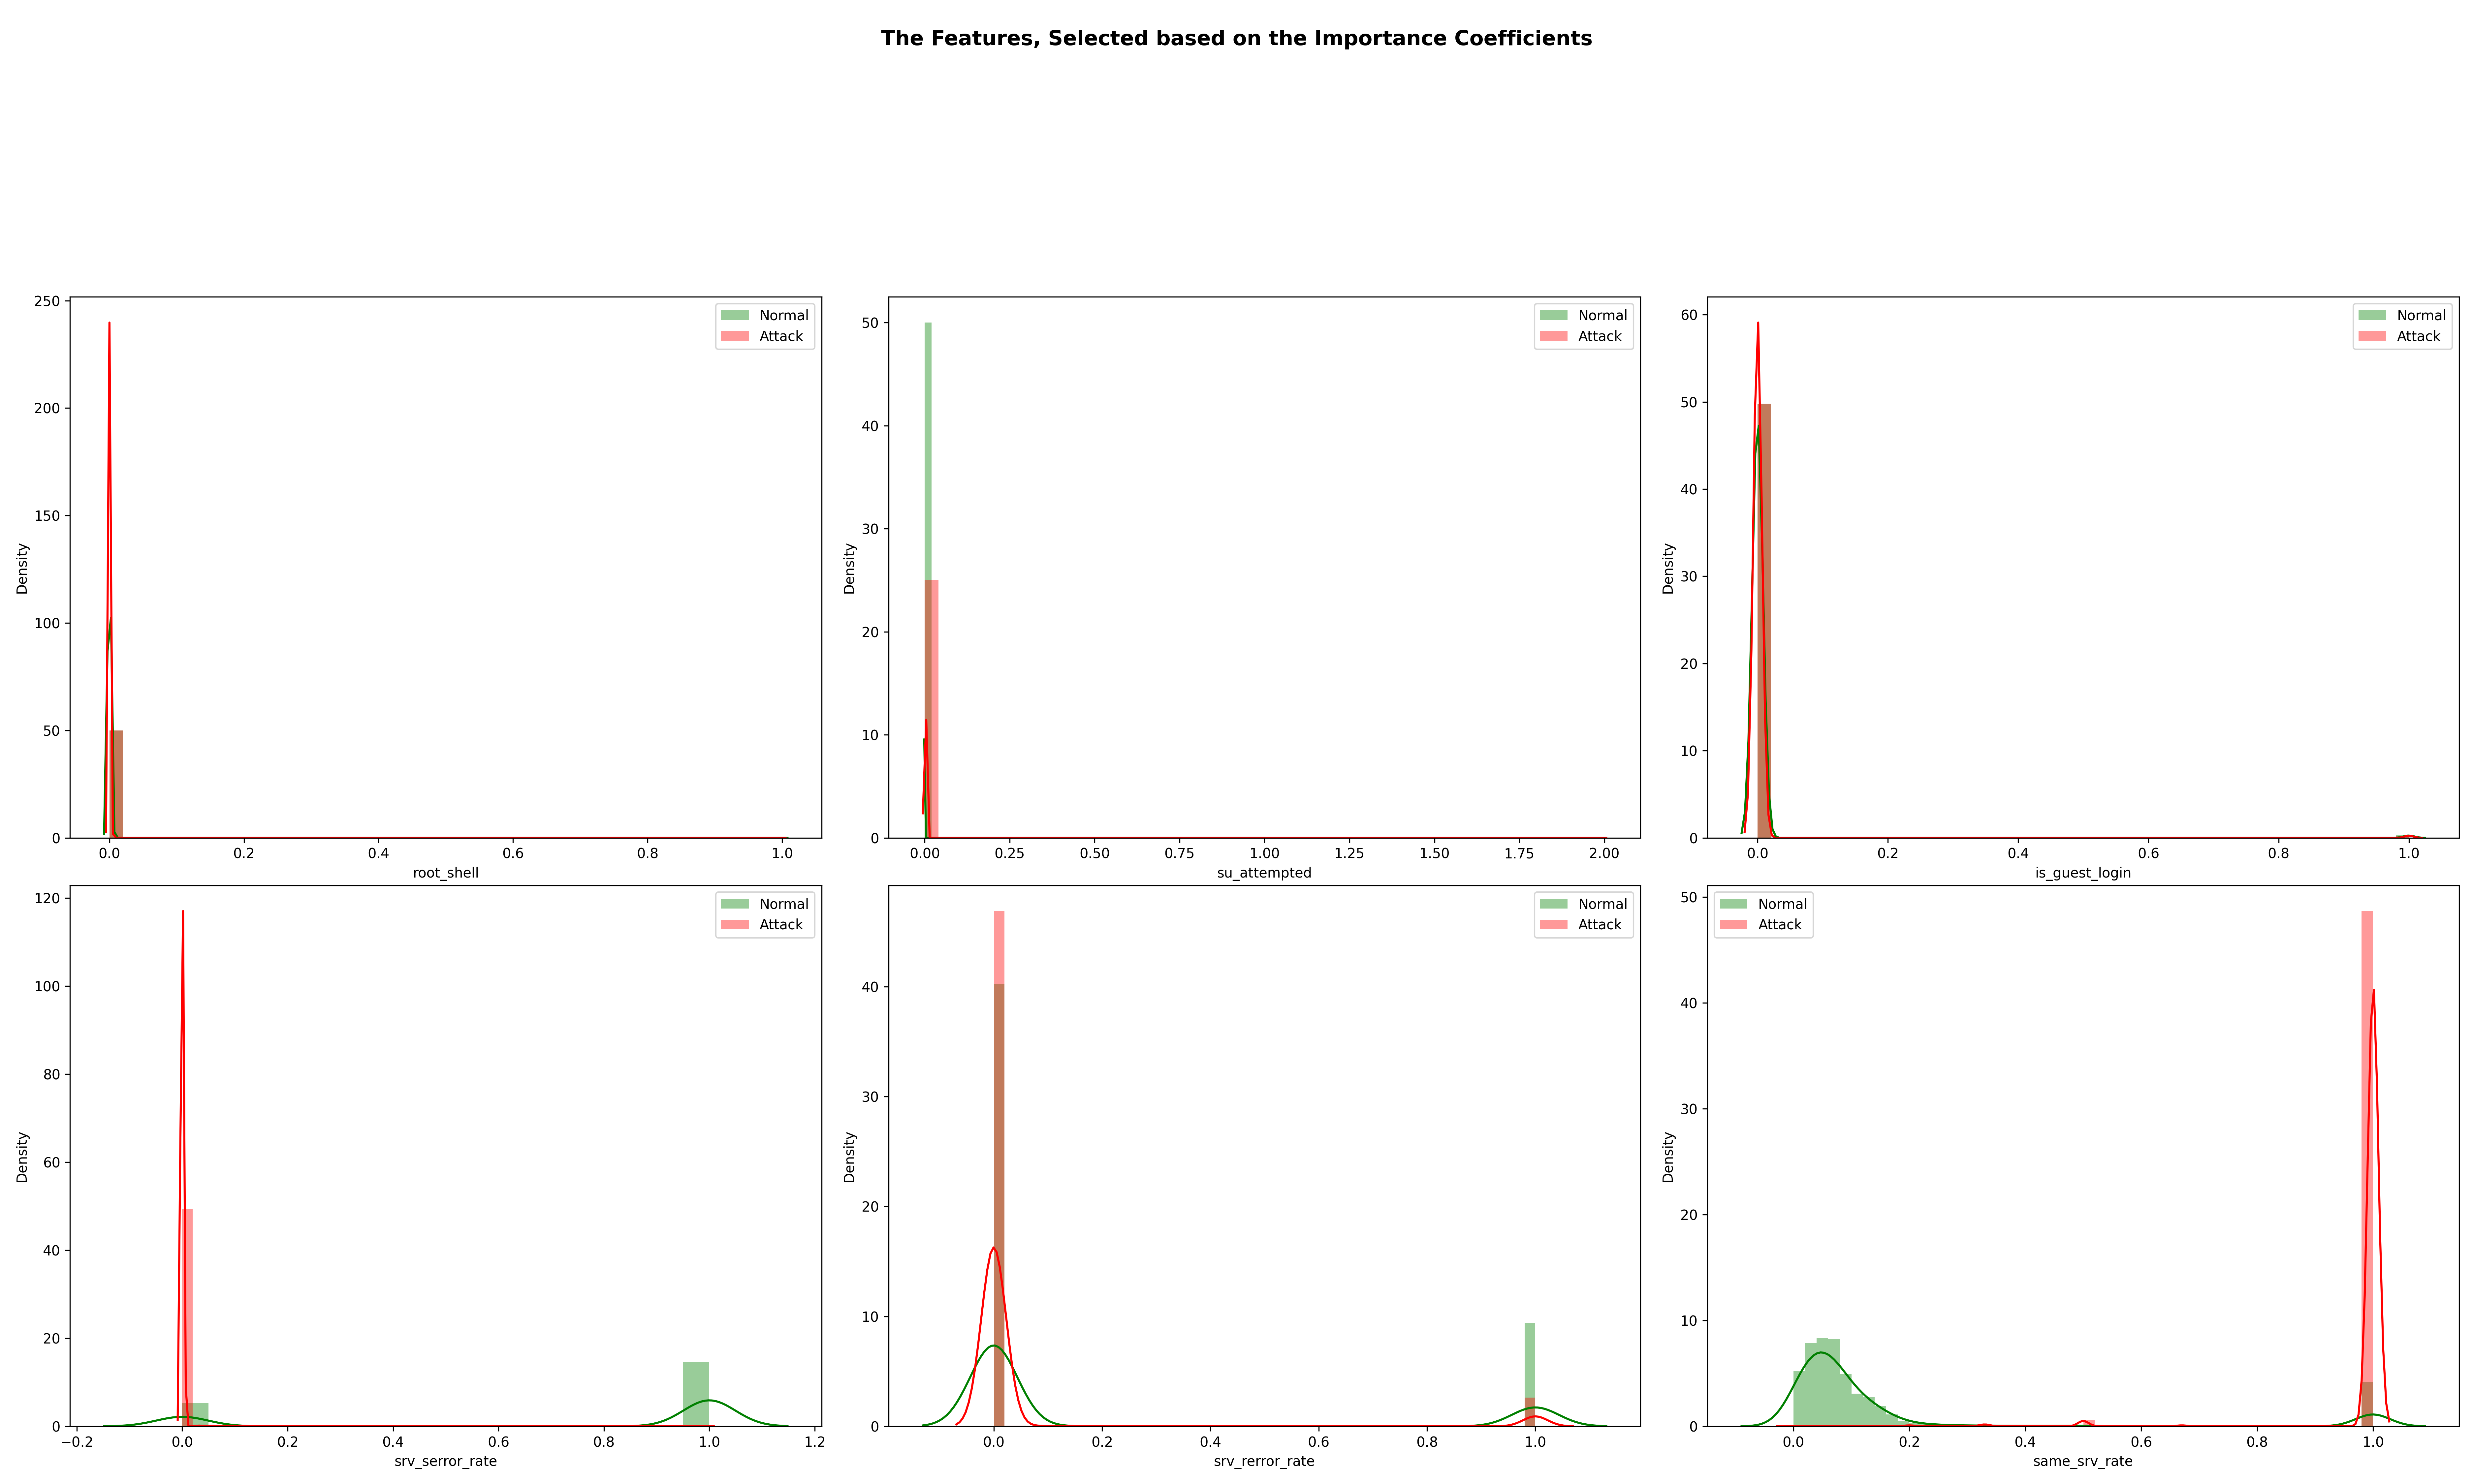 The Features, Selected based on the Importance Coefficients
250
200
150
100
50
0
Density
0.0 0.2 0.4 0.6 0.8 1.0
root_shell
Normal
Attack
50
40
30
20
10
0
Density
0.00 0.25 0.50 0.75 1.00 1.25 1.50 1.75 2.00
su_attempted
Normal
Attack
60
50
40
30
20
10
0
Density
0.0 0.2 0.4 0.6 0.8 1.0
is_guest_login
Normal
Attack
120
100
80
60
40
20
0
Density
−0.2 0.0 0.2 0.4 0.6 0.8 1.0 1.2
srv_serror_rate
Normal
Attack
40
30
20
10
0
Density
0.0 0.2 0.4 0.6 0.8 1.0
srv_rerror_rate
Normal
Attack
50
40
30
20
10
0
Density
0.0 0.2 0.4 0.6 0.8 1.0
same_srv_rate
Normal
Attack